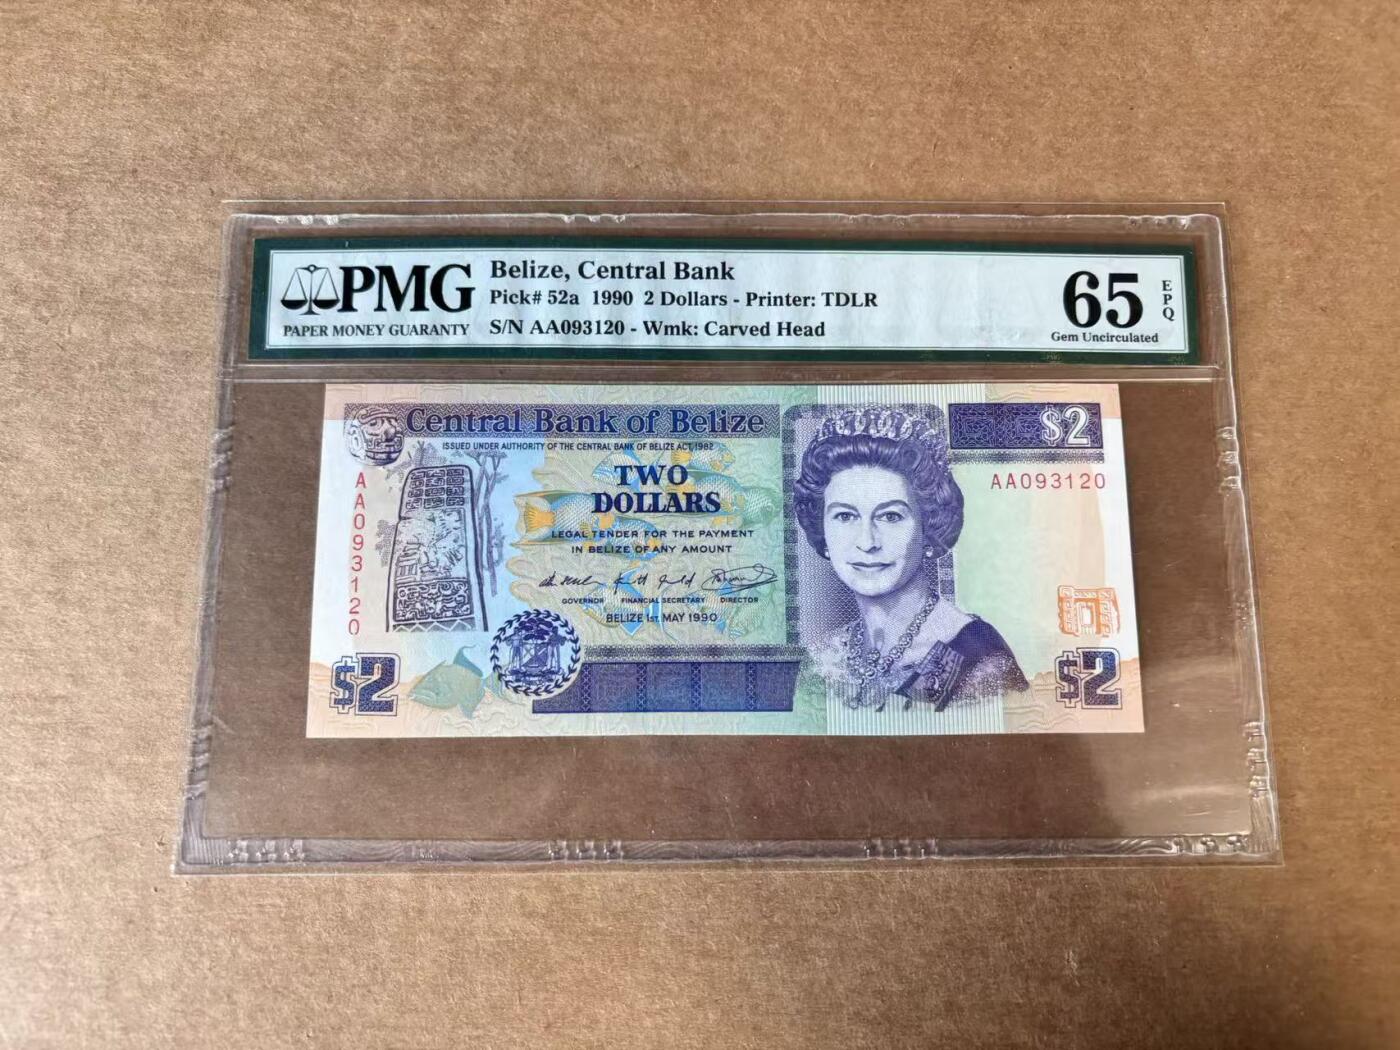 PMG
PAPER MONEY GUARANTY
Belize, Central Bank
Pick# 52a 1990 2 Dollars - Printer: TDLR
S/N AA093120 - Wmk: Carved Head
65
EPQ
Gem Uncirculated
Central Bank of Belize
$2
ISSUED UNDER AUTHORITY OF THE CENTRAL BANK OF BELIZE ACT, 1982
TWO
DOLLARS
AA093120
AA093120
LEGAL TENDER FOR THE PAYMENT
IN BELIZE OF ANY AMOUNT
GOVERNOR FINANCIAL SECRETARY DIRECTOR
BELIZE 1ST MAY 1990
$2
$2